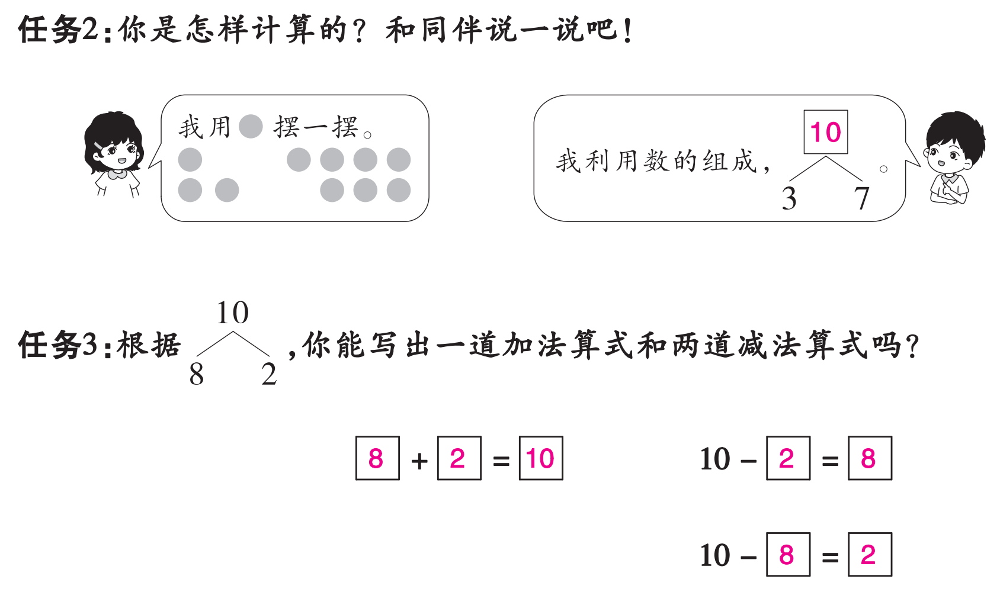 任务2:你是怎样计算的？和同伴说一说吧！
我用 摆一摆。
10
我利用数的组成， 。
3 7
10
任务3:根据 ，你能写出一道加法算式和两道减法算式吗？
8 2
8 + 2 = 10 10 - 2 = 8
10 - 8 = 2